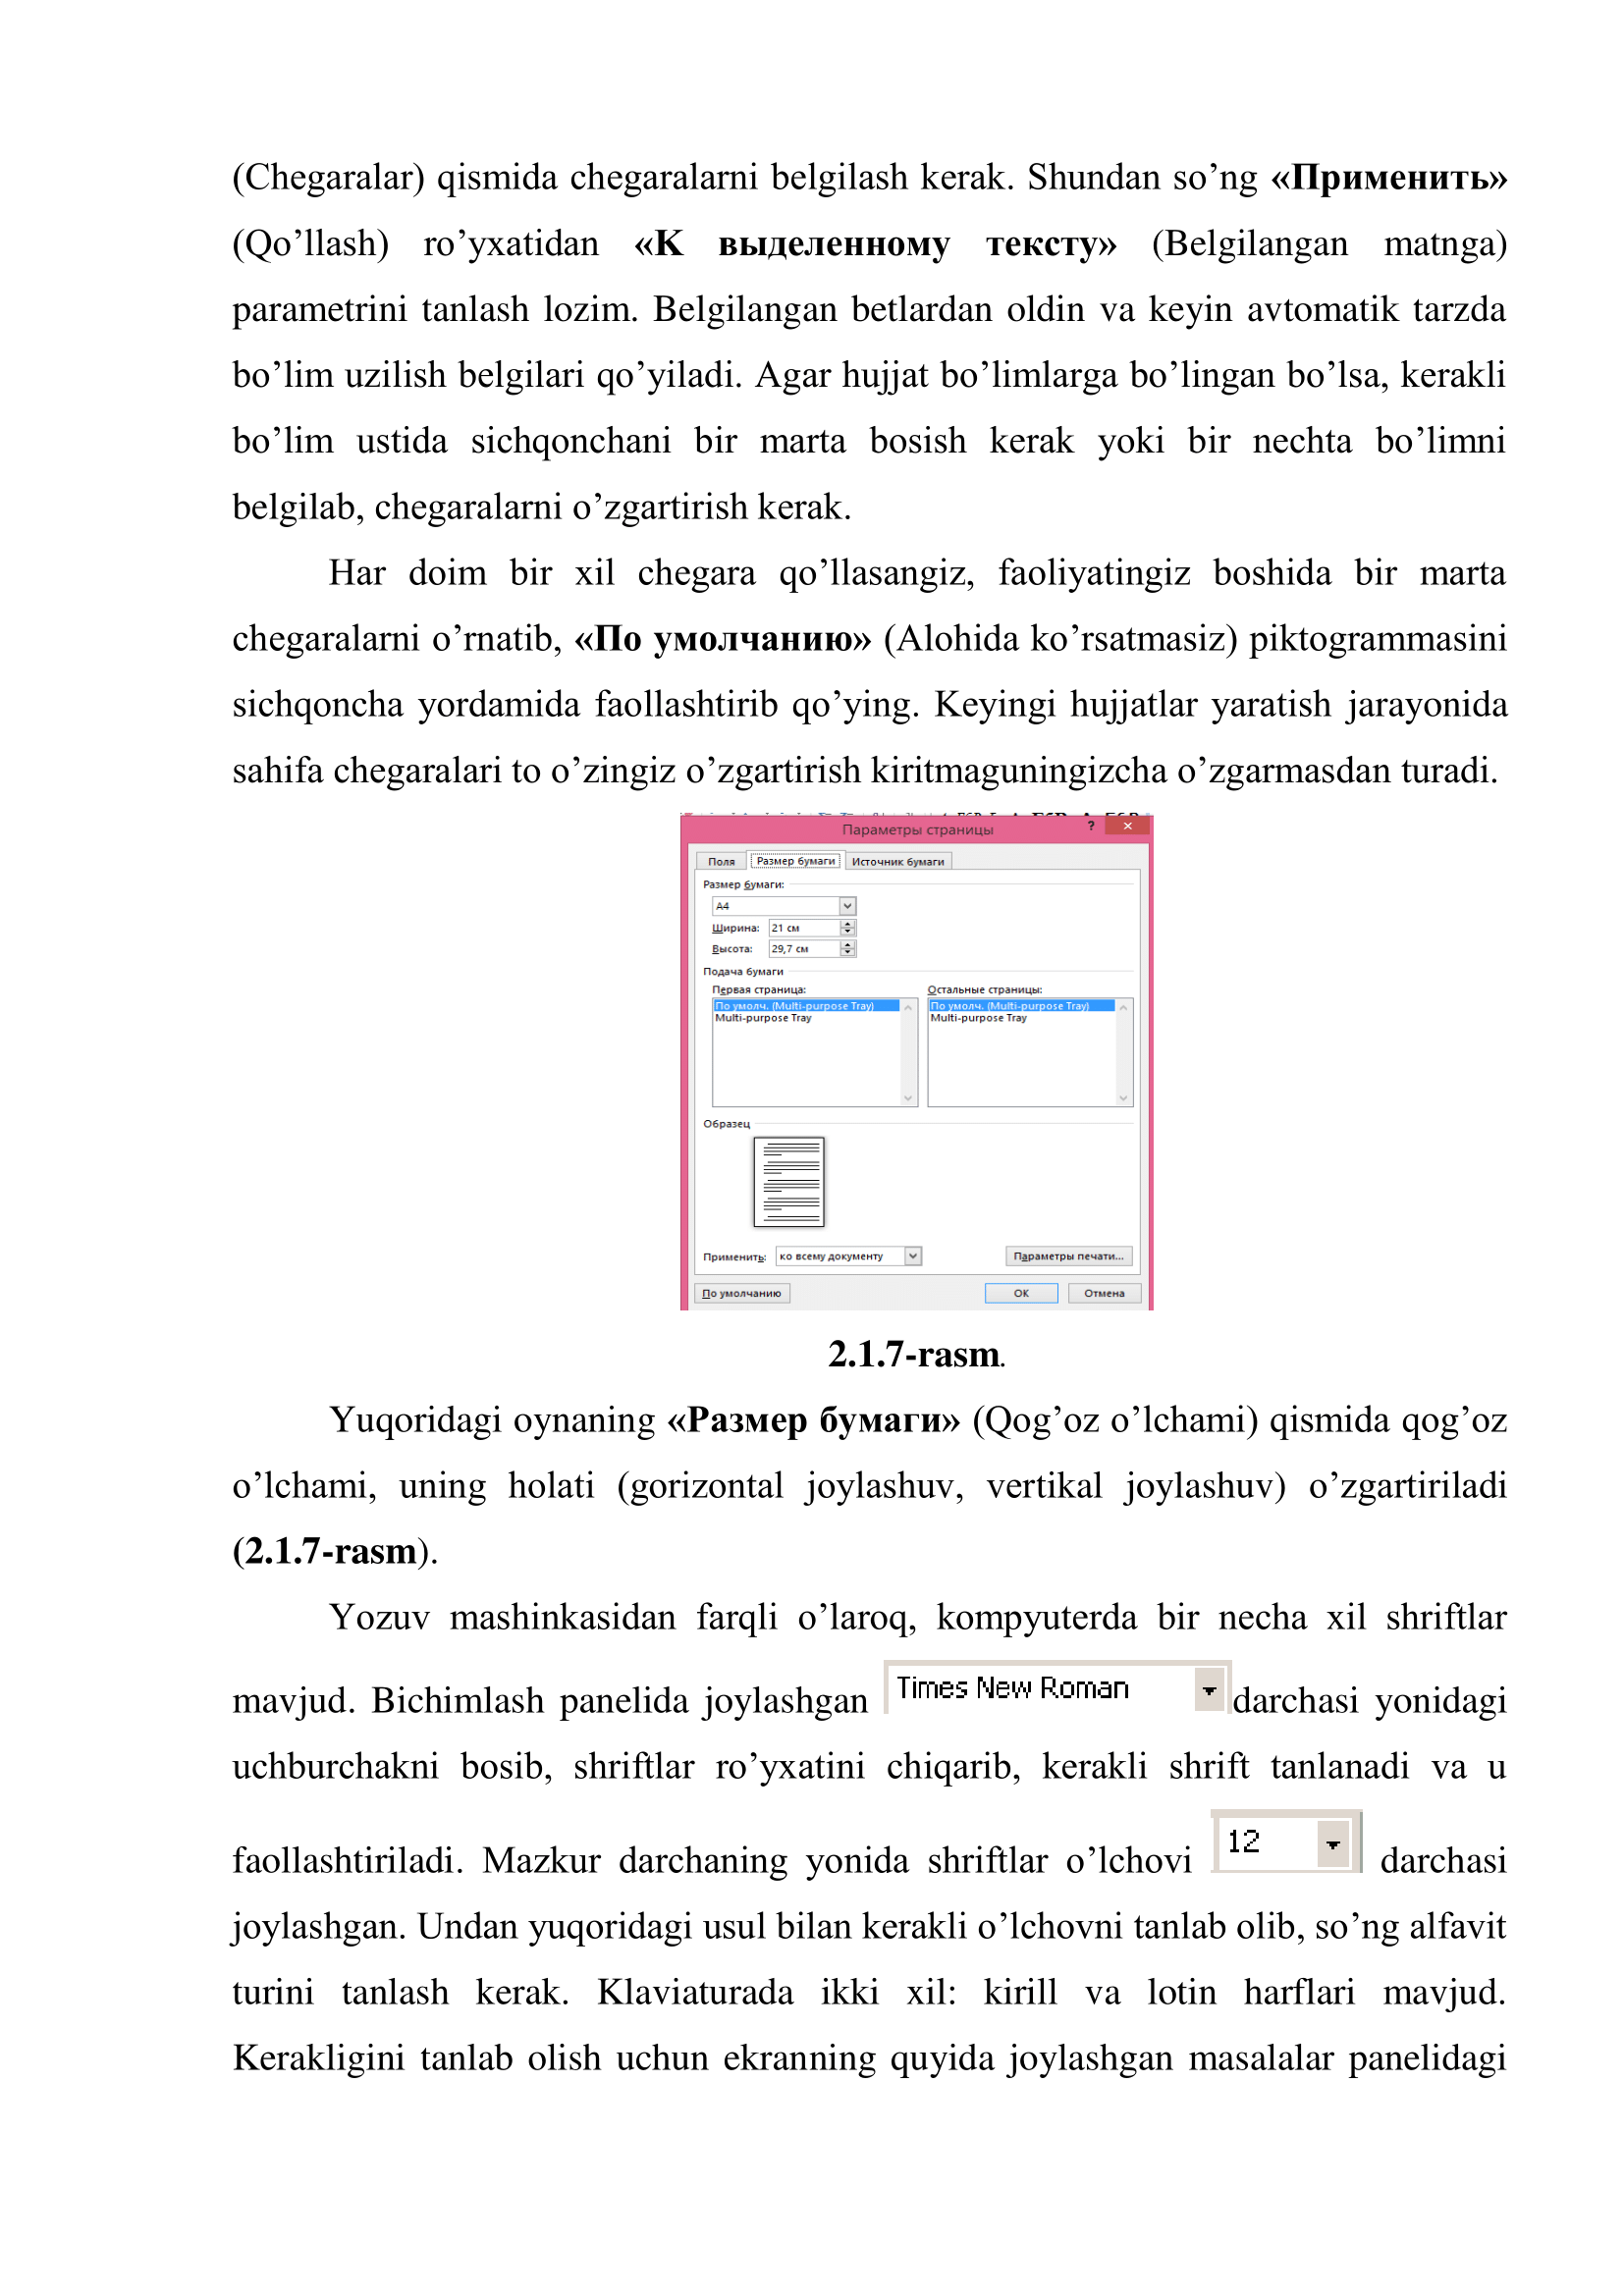 (Chegaralar) qismida chegaralarni belgilash kerak. Shundan so’ng «Применить»
(Qo’llash) ro’yxatidan «K выделенному тексту» (Belgilangan matnga)
parametrini tanlash lozim. Belgilangan betlardan oldin va keyin avtomatik tarzda
bo’lim uzilish belgilari qo’yiladi. Agar hujjat bo’limlarga bo’lingan bo’lsa, kerakli
bo’lim ustida sichqonchani bir marta bosish kerak yoki bir nechta bo’limni
belgilab, chegaralarni o’zgartirish kerak.
Har doim bir xil chegara qo’llasangiz, faoliyatingiz boshida bir marta
chegaralarni o’rnatib, «По умолчанию» (Alohida ko’rsatmasiz) piktogrammasini
sichqoncha yordamida faollashtirib qo’ying. Keyingi hujjatlar yaratish jarayonida
sahifa chegaralari to o’zingiz o’zgartirish kiritmaguningizcha o’zgarmasdan turadi.
Параметры страницы ? ×
Поля Размер бумаги Источник бумаги
Размер бумаги:
A4
Ширина: 21 см
Высота: 29,7 см
Подача бумаги
Первая страница: Остальные страницы:
По умолч. (Multi-purpose Tray) По умолч. (Multi-purpose Tray)
Multi-purpose Tray Multi-purpose Tray
Образец
Применить: ко всему документу Параметры печати...
По умолчанию ОК Отмена
2.1.7-rasm.
Yuqoridagi oynaning «Размер бумаги» (Qog’oz o’lchami) qismida qog’oz
o’lchami, uning holati (gorizontal joylashuv, vertikal joylashuv) o’zgartiriladi
(2.1.7-rasm).
Yozuv mashinkasidan farqli o’laroq, kompyuterda bir necha xil shriftlar
mavjud. Bichimlash panelida joylashgan Times New Roman darchasi yonidagi
uchburchakni bosib, shriftlar ro’yxatini chiqarib, kerakli shrift tanlanadi va u
faollashtiriladi. Mazkur darchaning yonida shriftlar o’lchovi 12 darchasi
joylashgan. Undan yuqoridagi usul bilan kerakli o’lchovni tanlab olib, so’ng alfavit
turini tanlash kerak. Klaviaturada ikki xil: kirill va lotin harflari mavjud.
Kerakligini tanlab olish uchun ekranning quyida joylashgan masalalar panelidagi